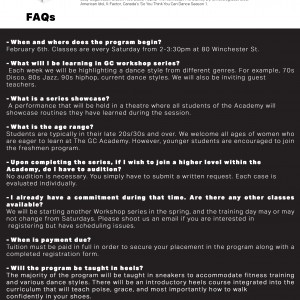 American Mix, It Factor, Canada's 'So You Think You Can Dance Season 1
FAQs
- When and where does the program begin?
February 6th. Classes are every Saturday from 2-3:30pm at 80 Winchester St.
- What will I be learning in GC workshop series?
Each week we will be highlighting a dance style from different genres. For example, 70s
Disco, 80s Jazz, 90s hiphop, current dance styles. We will also be inviting guest
teachers.
- What is a series showcase?
A performance that will be held in a theatre where all students of the Academy will
showcase routines they have learned during the session.
- What is the age range?
Students are typically in their late 20s/30s and over. We welcome all ages of women who
are eager to learn at The GC Academy. However, younger students are encouraged to join
the freshmen program.
-Upon completing the series, if I wish to join a higher level within the
Academy, do I have to audition?
No audition is necessary. You simply have to submit a written request. Each case is
evaluated individually.
- I already have a commitment during that time. Are there any other classes
available?
We will be starting another Workshop series in the spring, and the training day may or may
not change from Saturdays. Please shoot us an email if you are interested in
registering but have scheduling issues.
- When is payment due?
Tuition must be paid in full in order to secure your placement in the program along with a
completed registration form.
- Will the program be taught in heels?
The majority of the program will be taught in sneakers to accommodate fitness training
and various dance styles. There will be an introductory heels course integrated into the
curriculum that will teach poise, grace, and most importantly how to walk
confidently in your shoes.